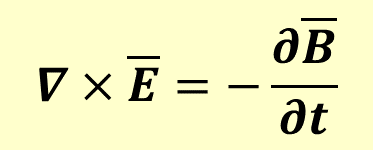 ∇ × E̅ = − ∂B̅ / ∂t